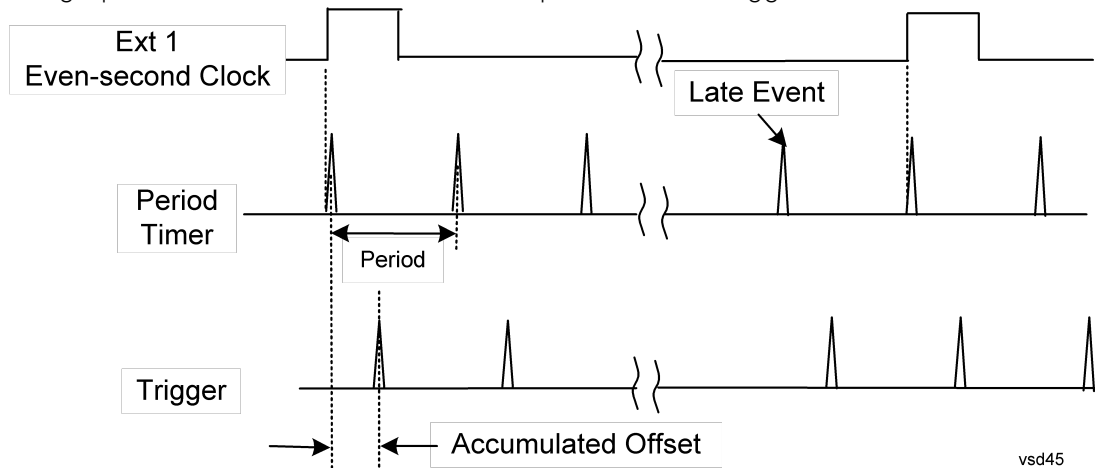 Ext 1
Even-second Clock
Late Event
Period
Timer
Period
Trigger
Accumulated Offset
vsd45